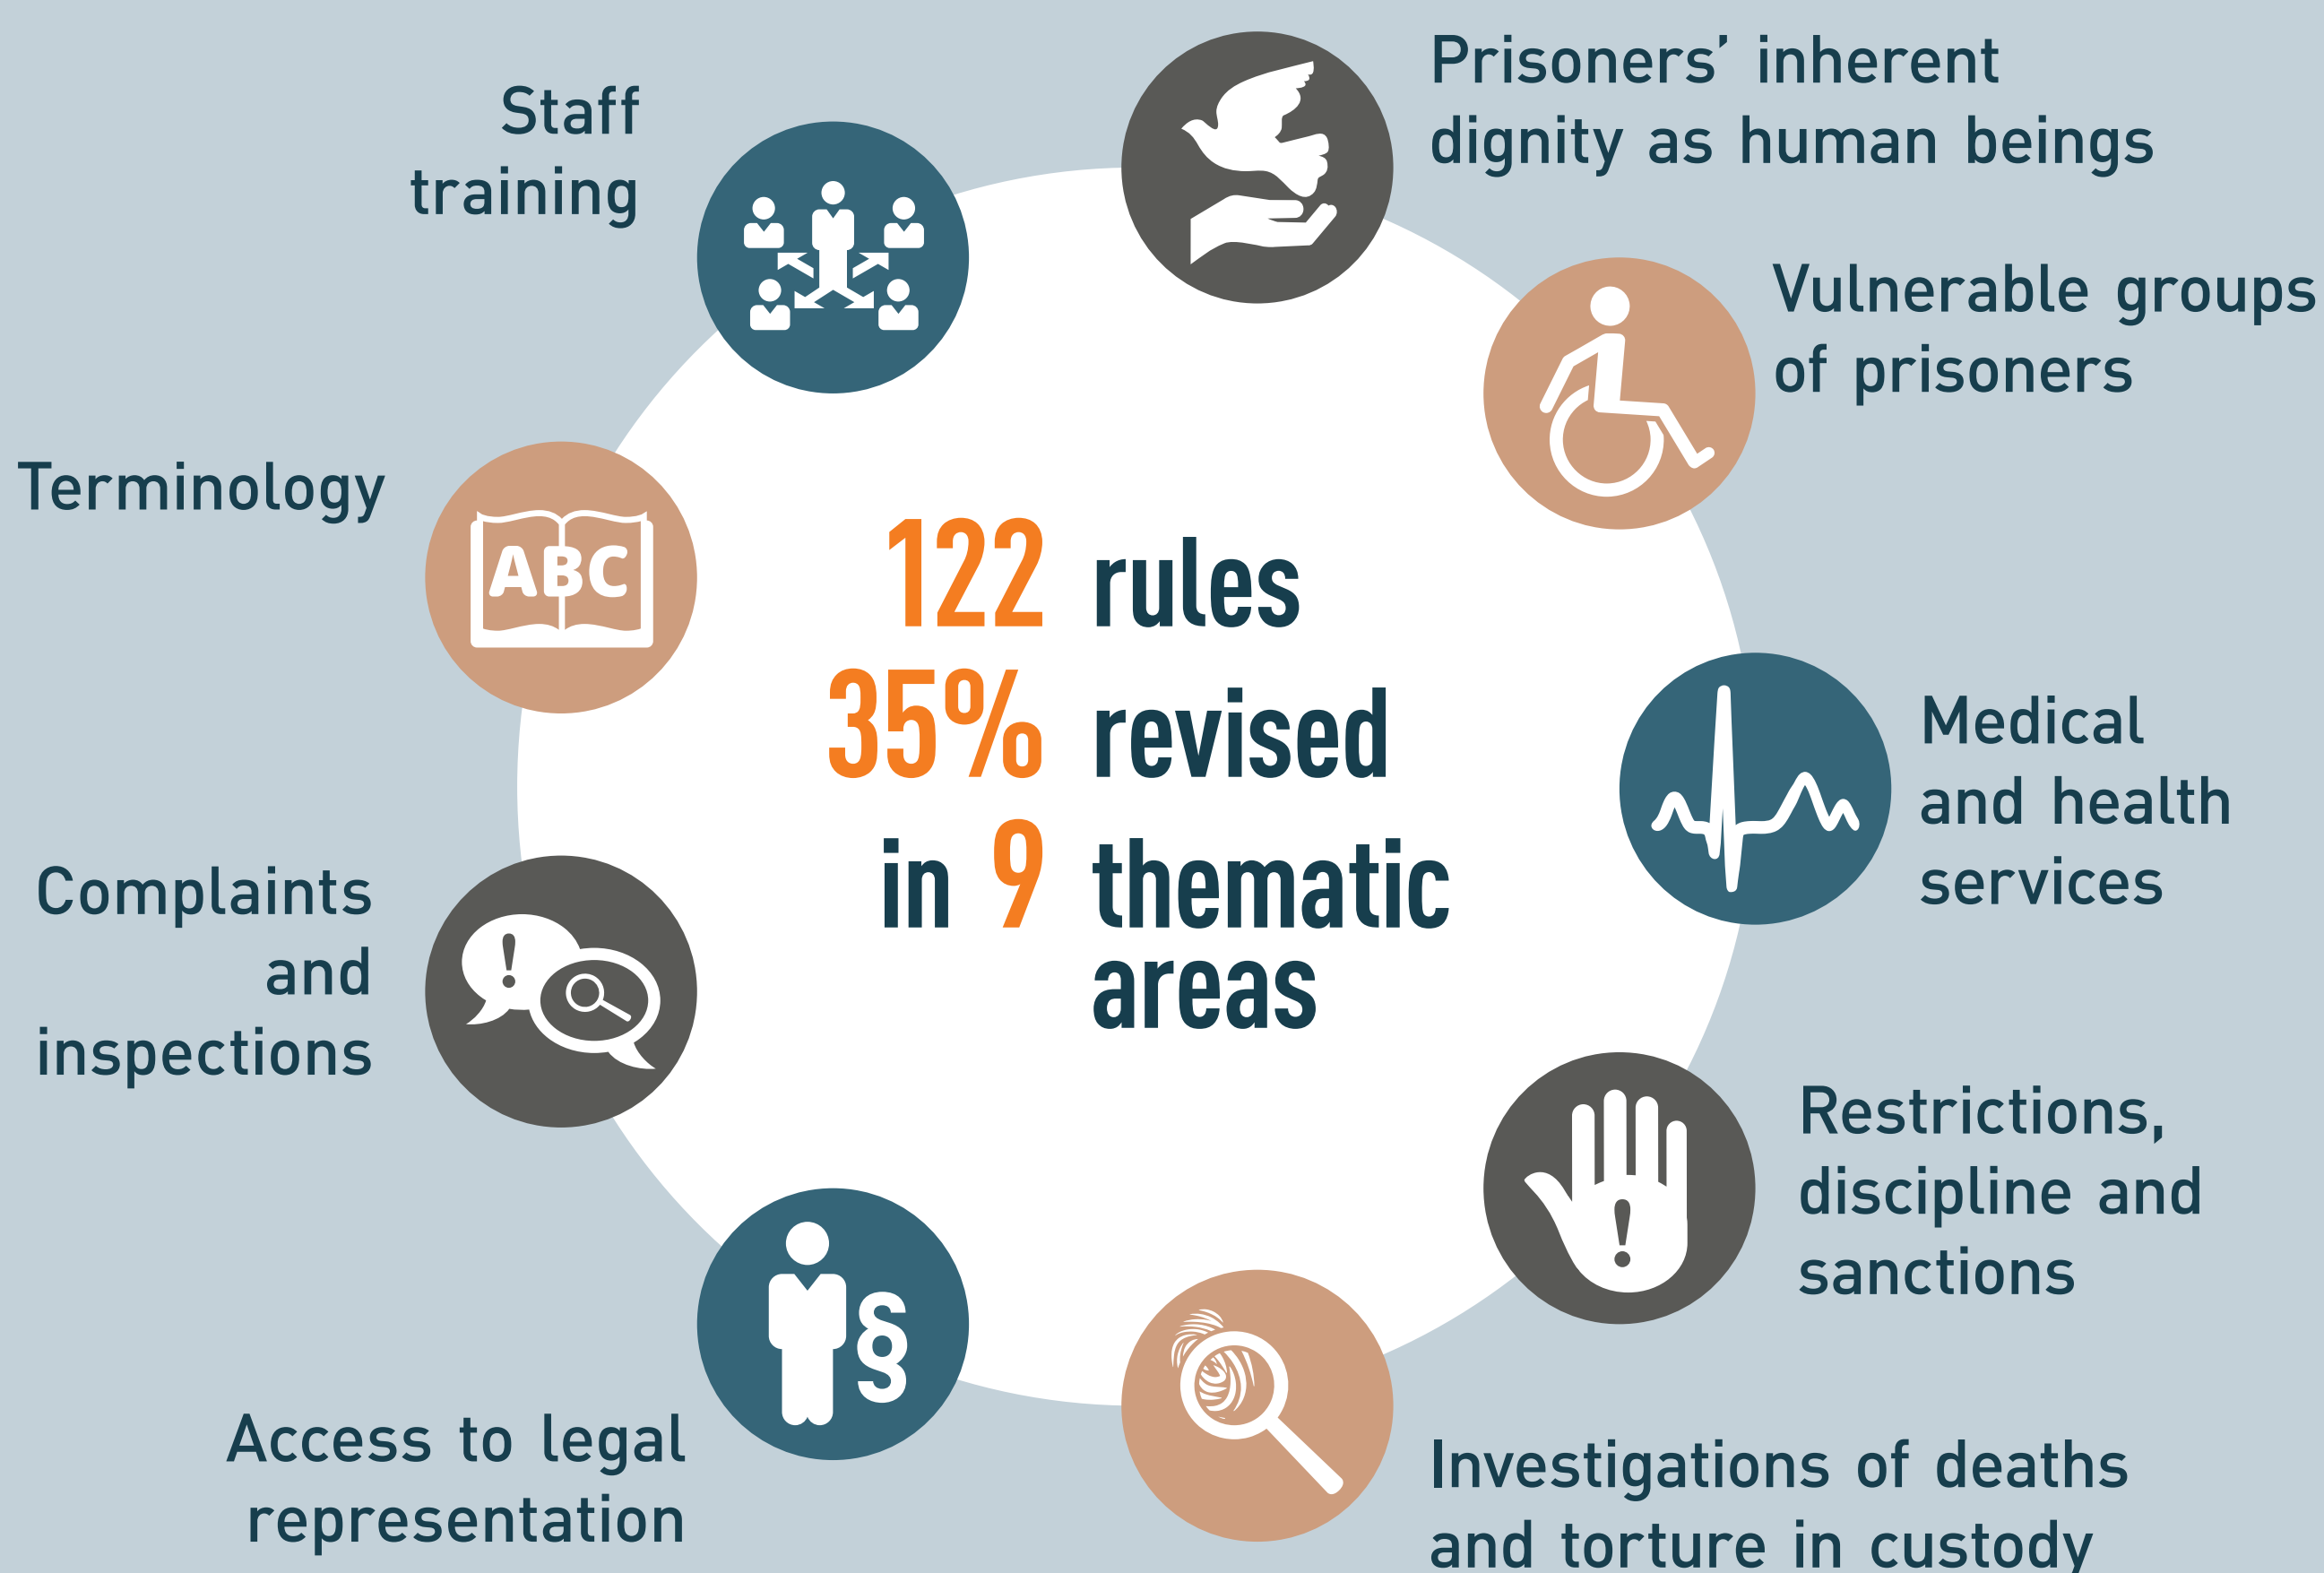 Prisoners’ inherent
dignity as human beings
Staff
training
Vulnerable groups
of prisoners
Terminology
ABC
122 rules
35% revised
in 9 thematic
areas
Medical
and health
services
Complaints
and
inspections
!
Restrictions,
discipline and
sanctions
!
§
Access to legal
representation
Investigations of deaths
and torture in custody